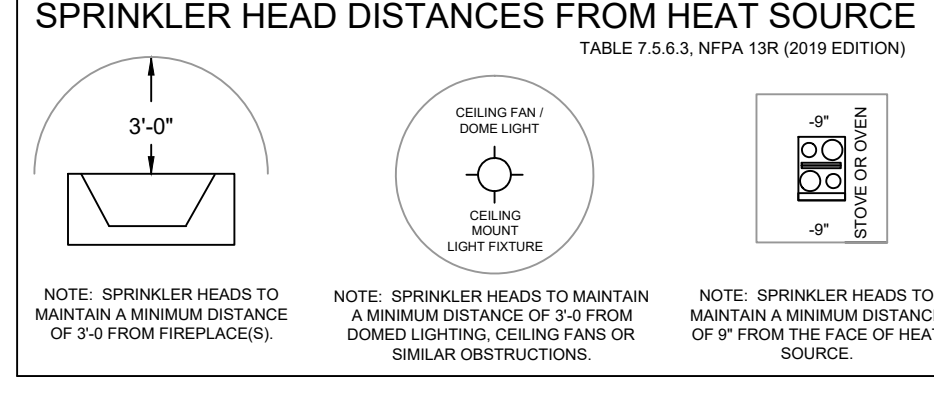 SPRINKLER HEAD DISTANCES FROM HEAT SOURCE
TABLE 7.5.6.3, NFPA 13R (2019 EDITION)
3'-0"
NOTE: SPRINKLER HEADS TO
MAINTAIN A MINIMUM DISTANCE
OF 3'-0 FROM FIREPLACE(S).
CEILING FAN /
DOME LIGHT
CEILING
MOUNT
LIGHT FIXTURE
NOTE: SPRINKLER HEADS TO MAINTAIN
A MINIMUM DISTANCE OF 3'-0 FROM
DOMED LIGHTING, CEILING FANS OR
SIMILAR OBSTRUCTIONS.
-9"
-9"
STOVE OR OVEN
NOTE: SPRINKLER HEADS TO
MAINTAIN A MINIMUM DISTANCE
OF 9" FROM THE FACE OF HEAT
SOURCE.